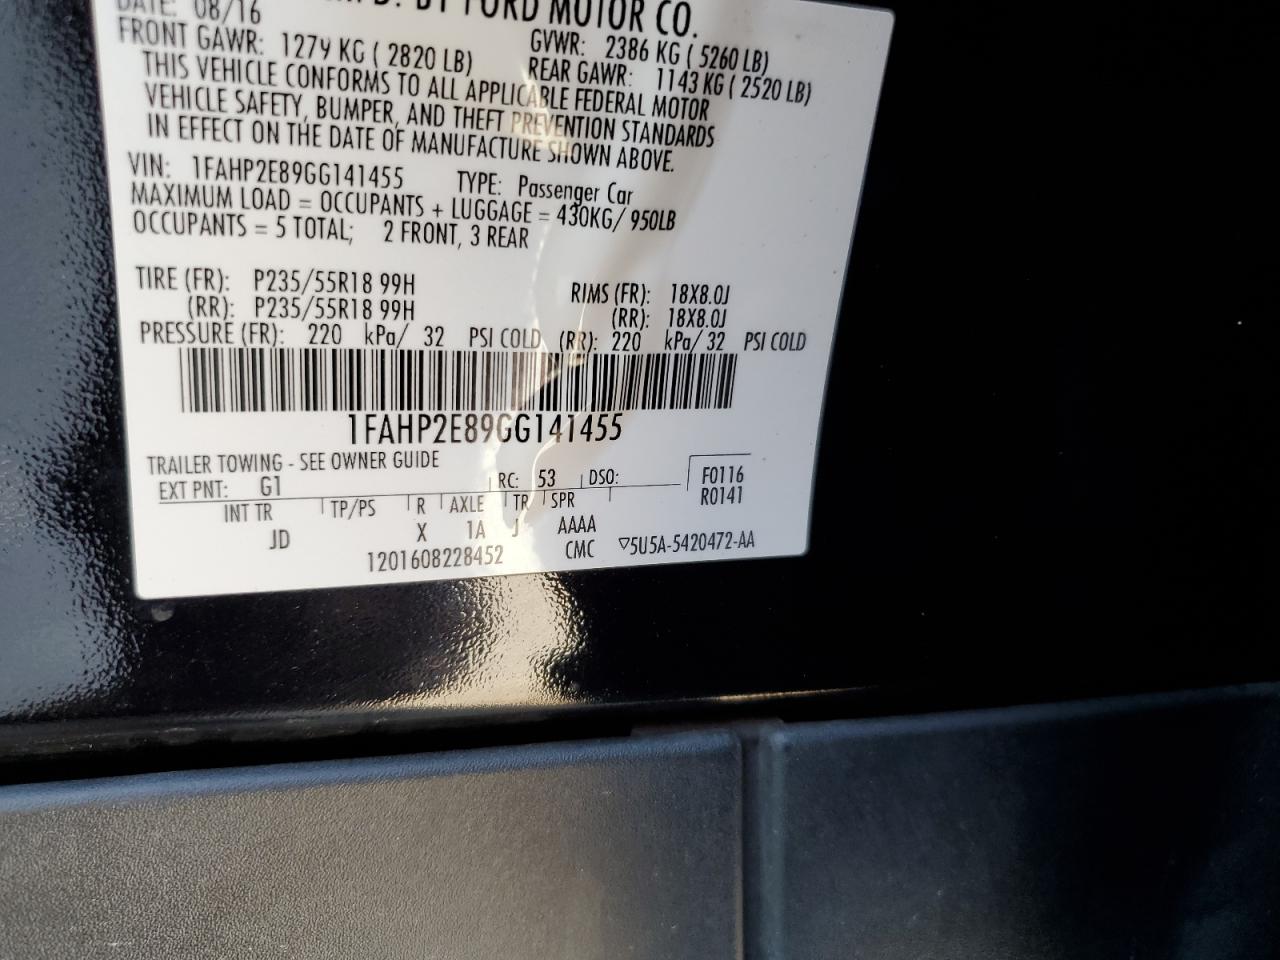 DATE: 08/16
MFD. BY FORD MOTOR CO.
FRONT GAWR: 1279 KG ( 2820 LB)
GVWR: 2386 KG ( 5260 LB)
REAR GAWR: 1143 KG ( 2520 LB)
THIS VEHICLE CONFORMS TO ALL APPLICABLE FEDERAL MOTOR
VEHICLE SAFETY, BUMPER, AND THEFT PREVENTION STANDARDS
IN EFFECT ON THE DATE OF MANUFACTURE SHOWN ABOVE.
VIN: 1FAHP2E89GG141455 TYPE: Passenger Car
MAXIMUM LOAD = OCCUPANTS + LUGGAGE = 430KG/ 950LB
OCCUPANTS = 5 TOTAL; 2 FRONT, 3 REAR
TIRE (FR): P235/55R18 99H RIMS (FR): 18X8.0J
(RR): P235/55R18 99H (RR): 18X8.0J
PRESSURE (FR): 220 kPa/ 32 PSI COLD (RR): 220 kPa/ 32 PSI COLD
1FAHP2E89GG141455
TRAILER TOWING - SEE OWNER GUIDE
EXT PNT: G1 RC: 53 DSO: F0116
R0141
INT TR TP/PS R AXLE TR SPR
JD X 1A J AAAA
1201608228452 CMC ▽5U5A-5420472-AA